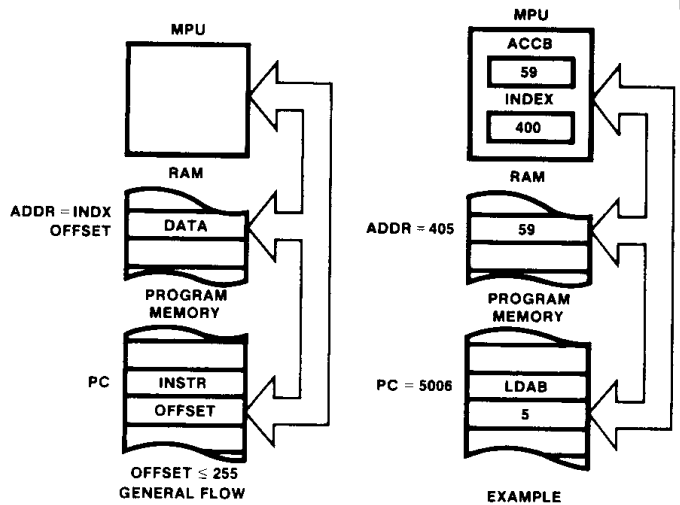 MPU
RAM
ADDR = INDX
OFFSET
DATA
PROGRAM
MEMORY
PC
INSTR
OFFSET
OFFSET ≤ 255
GENERAL FLOW
MPU
ACCB
59
INDEX
400
RAM
ADDR = 405
59
PROGRAM
MEMORY
PC = 5006
LDAB
5
EXAMPLE